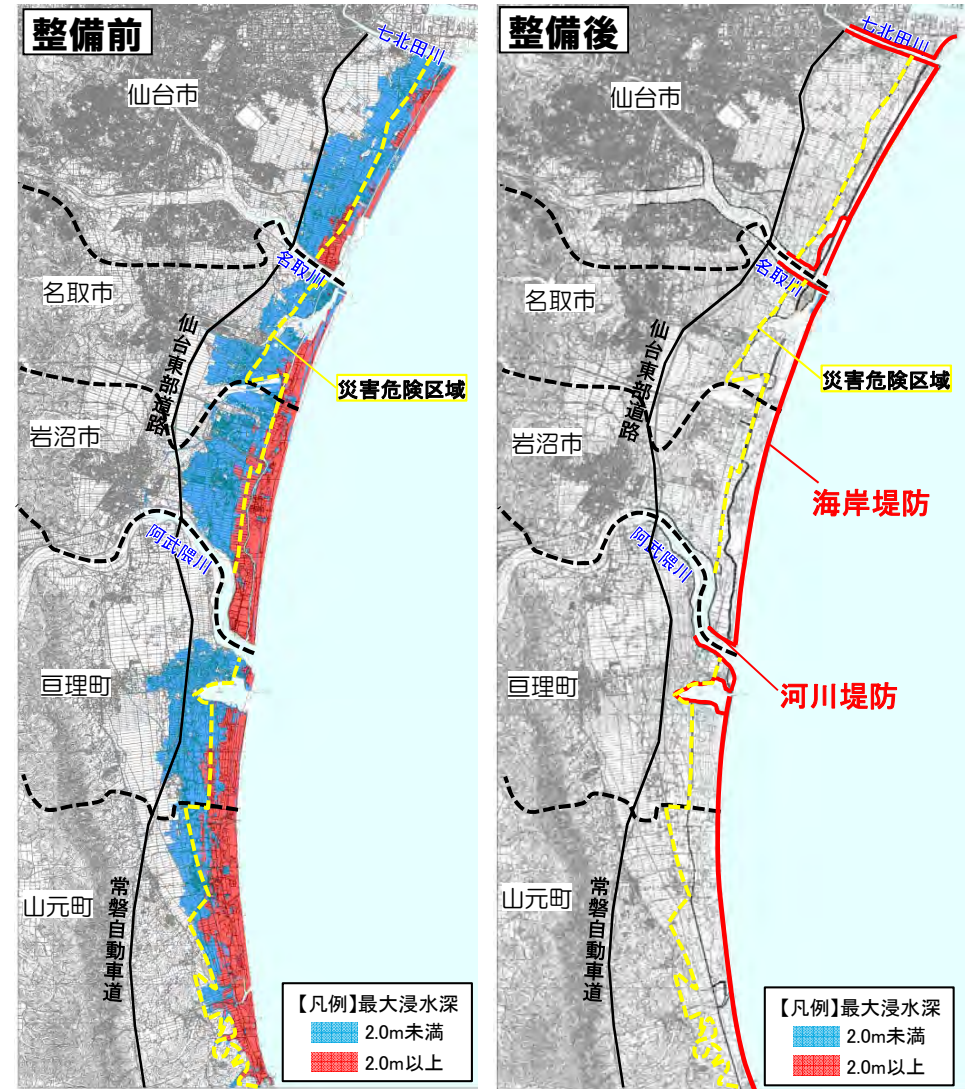 整備前
七北田川
仙台市
名取川
名取市
仙台東部道路
災害危険区域
岩沼市
阿武隈川
亘理町
山元町
常磐自動車道
【凡例】最大浸水深
2.0m未満
2.0m以上
整備後
七北田川
仙台市
名取川
名取市
仙台東部道路
災害危険区域
岩沼市
海岸堤防
阿武隈川
亘理町
河川堤防
山元町
常磐自動車道
【凡例】最大浸水深
2.0m未満
2.0m以上